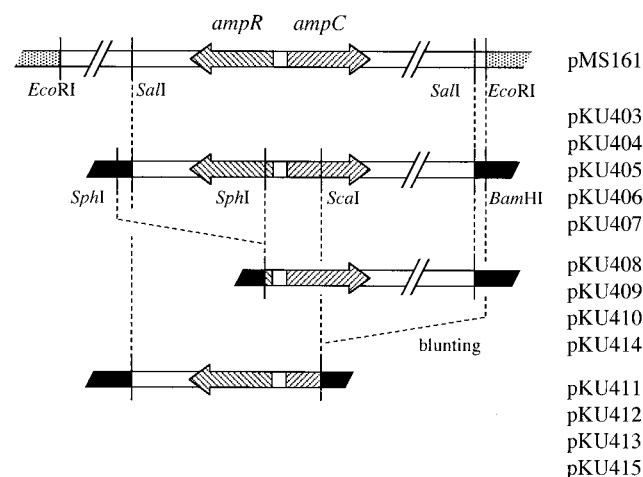 ampR ampC
pMS161
EcoRI SalI SalI EcoRI
pKU403
pKU404
pKU405
SphI SphI ScaI BamHI
pKU406
pKU407
pKU408
pKU409
pKU410
blunting
pKU414
pKU411
pKU412
pKU413
pKU415